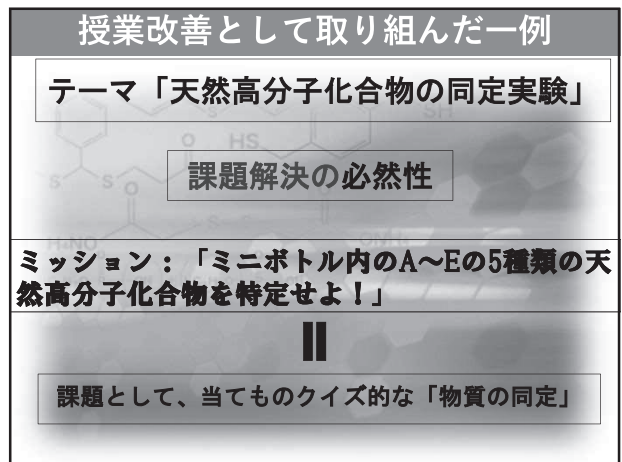 授業改善として取り組んだ一例
テーマ「天然高分子化合物の同定実験」
HS
SH
O
S
S
O
課題解決の必然性
ミッション：「ミニボトル内のA～Eの5種類の天
然高分子化合物を特定せよ！」
॥
課題として、当てものクイズ的な「物質の同定」